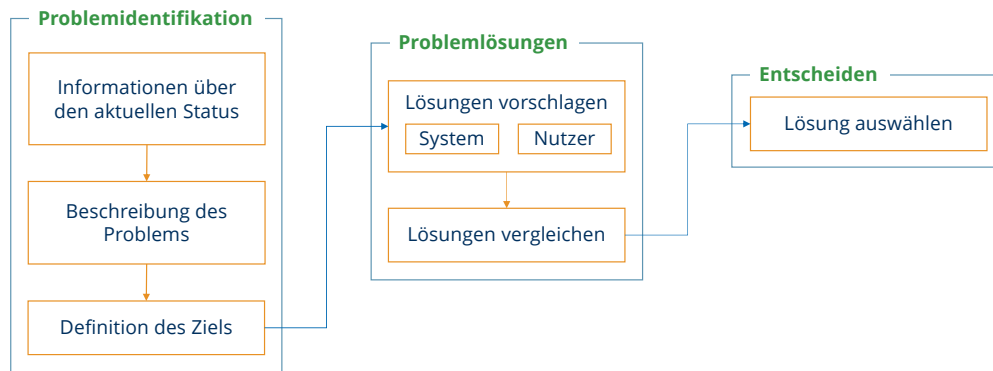 Problemidentifikation
Informationen über
den aktuellen Status
Beschreibung des
Problems
Definition des Ziels
Problemlösungen
Lösungen vorschlagen
System
Nutzer
Lösungen vergleichen
Entscheiden
Lösung auswählen